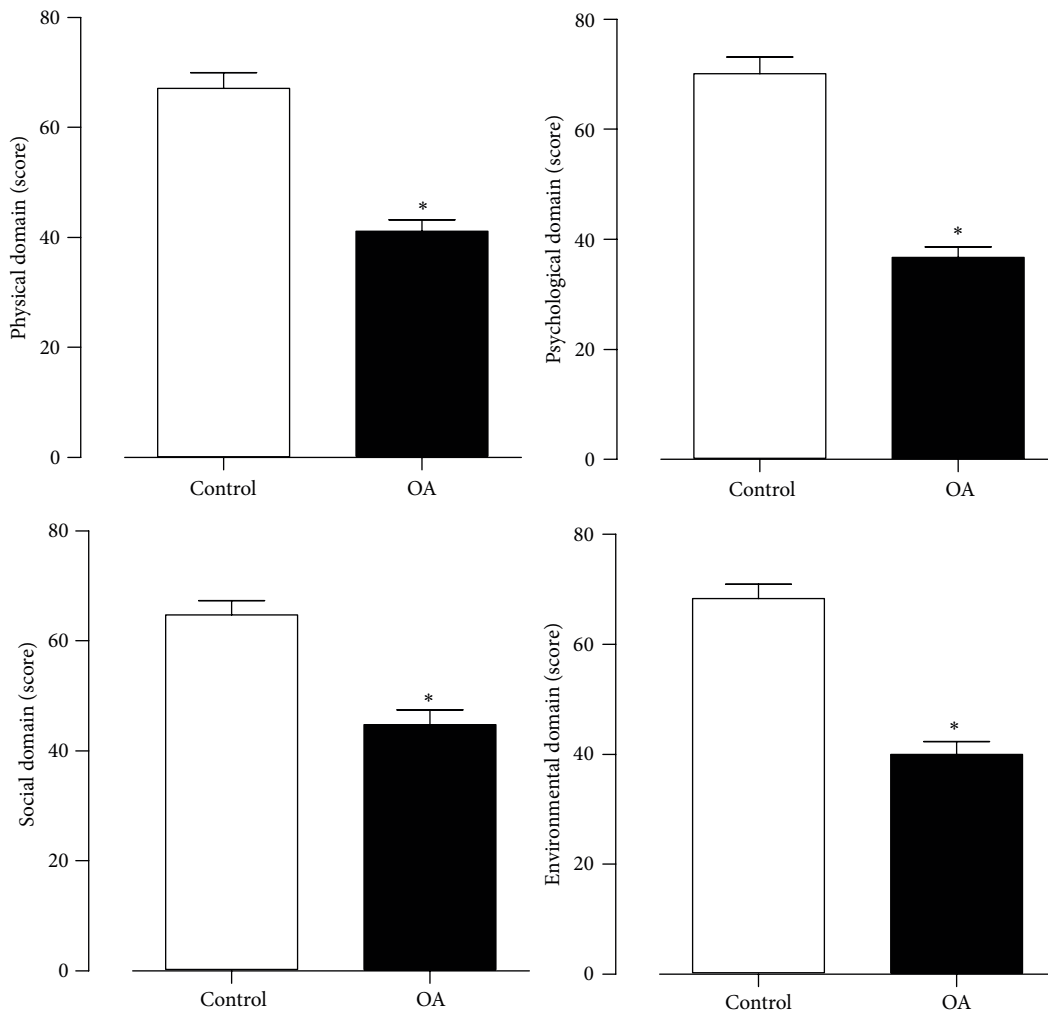 Physical domain (score)
80
60
40
20
0
*
Control
OA
Psychological domain (score)
80
60
40
20
0
*
Control
OA
Social domain (score)
80
60
40
20
0
*
Control
OA
Environmental domain (score)
80
60
40
20
0
*
Control
OA